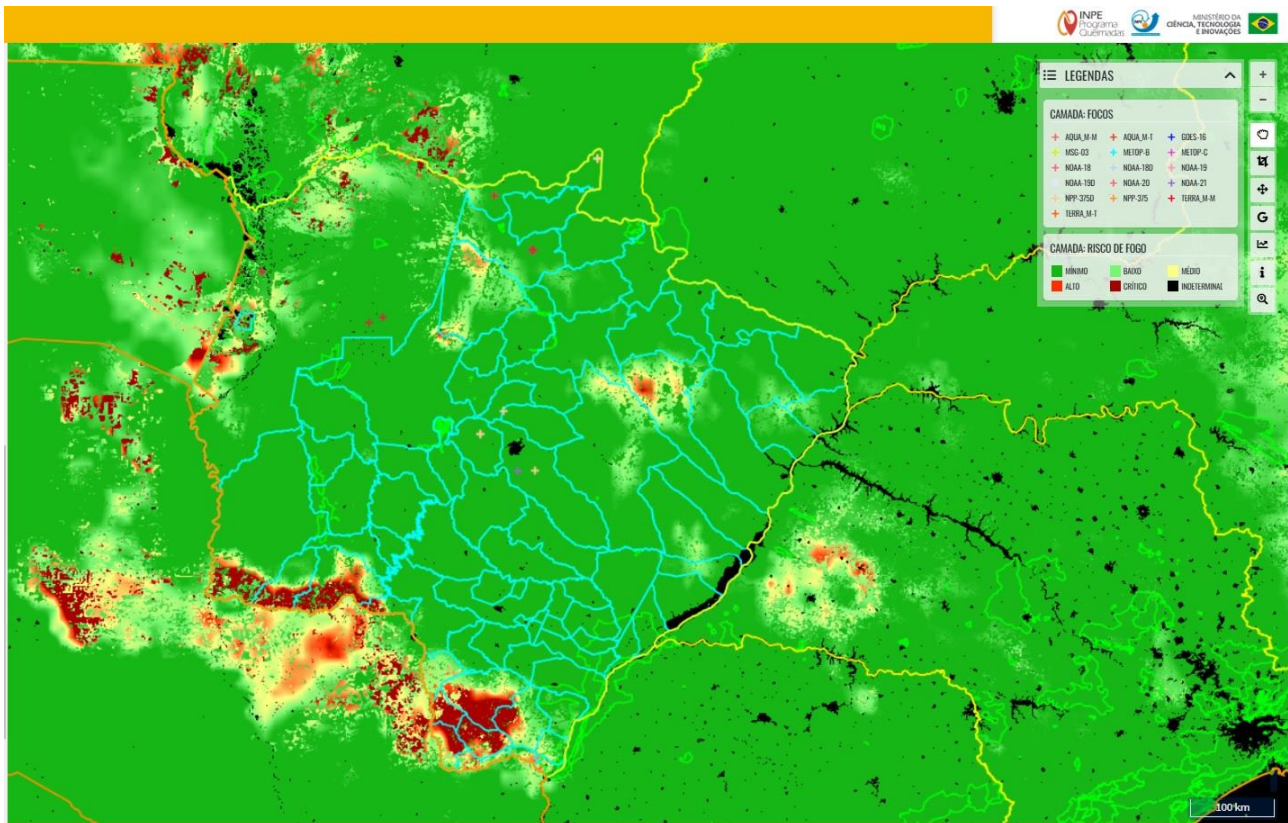 INPE
Programa
Queimadas
MINISTÉRIO DA
CIÊNCIA, TECNOLOGIA
E INOVAÇÕES
LEGENDAS
CAMADA: FOCOS
AQUA_M-M AQUA_M-T GOES-16
MSG-03 METOP-B METOP-C
NOAA-18 NOAA-18D NOAA-19
NOAA-19D NOAA-20 NOAA-21
NPP-375D NPP-375 TERRA_M-M
TERRA_M-T
CAMADA: RISCO DE FOGO
MÍNIMO BAIXO MÉDIO
ALTO CRÍTICO INDETERMINAD
+
−
G
i
100 km